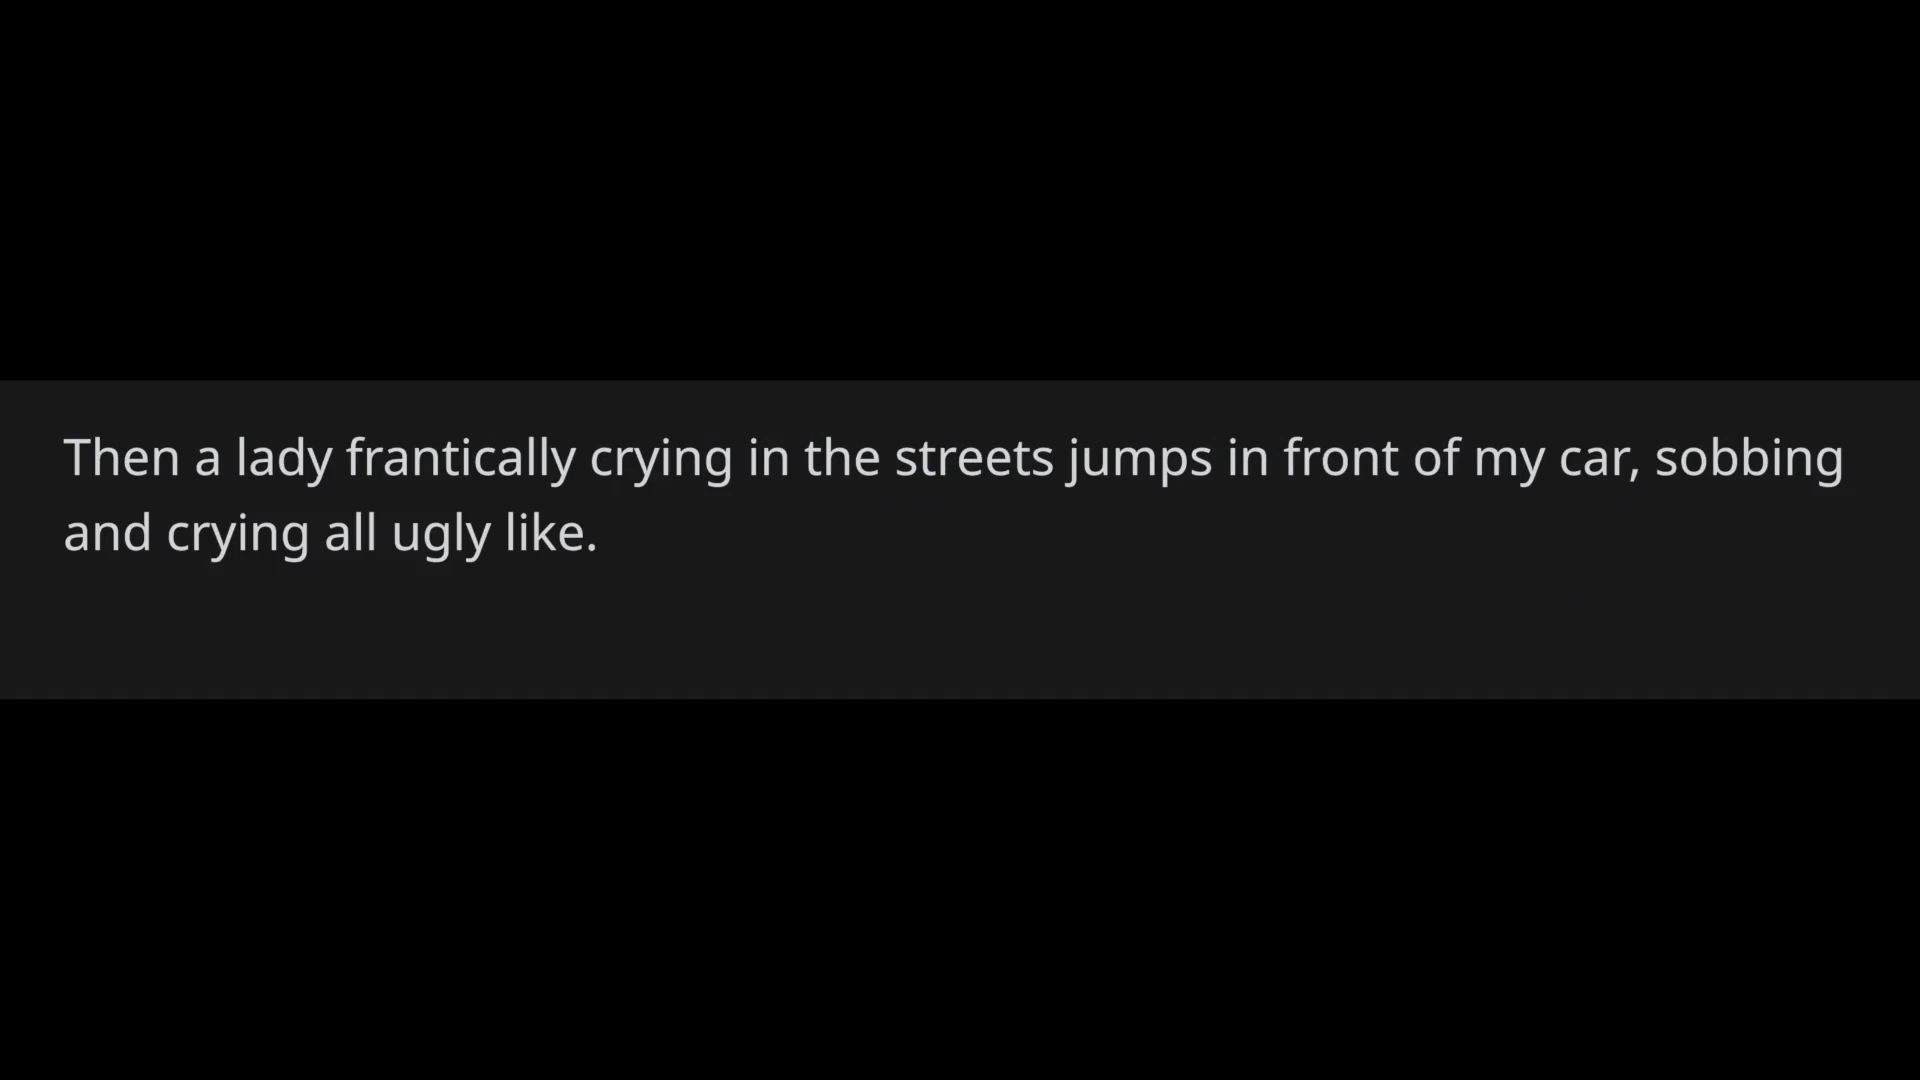 Then a lady frantically crying in the streets jumps in front of my car, sobbing
and crying all ugly like.